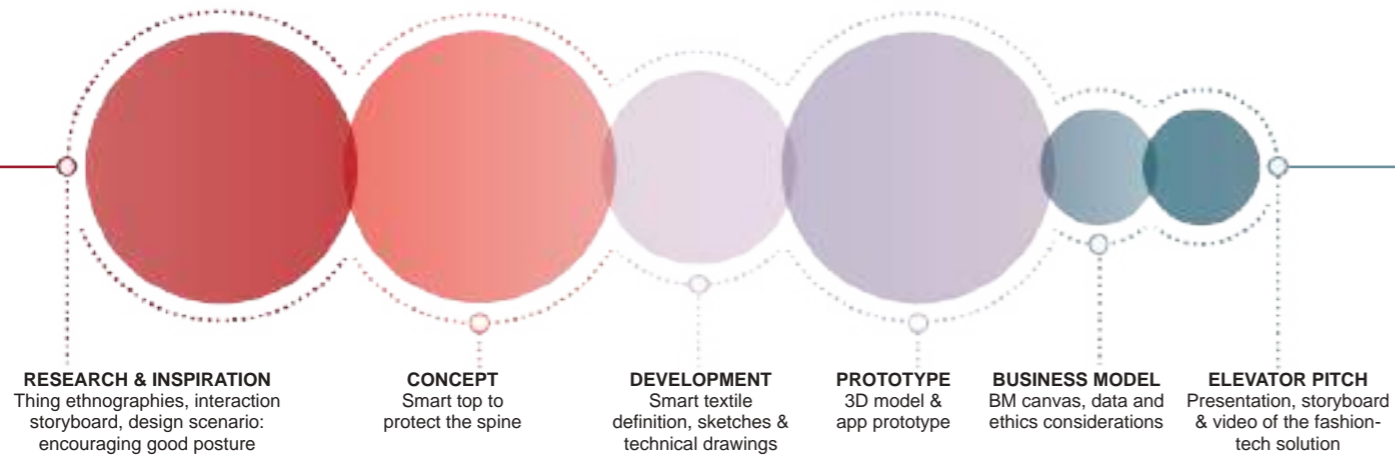 RESEARCH & INSPIRATION
Thing ethnographies, interaction
storyboard, design scenario:
encouraging good posture
CONCEPT
Smart top to
protect the spine
DEVELOPMENT
Smart textile
definition, sketches &
technical drawings
PROTOTYPE
3D model &
app prototype
BUSINESS MODEL
BM canvas, data and
ethics considerations
ELEVATOR PITCH
Presentation, storyboard
& video of the fashion-
tech solution